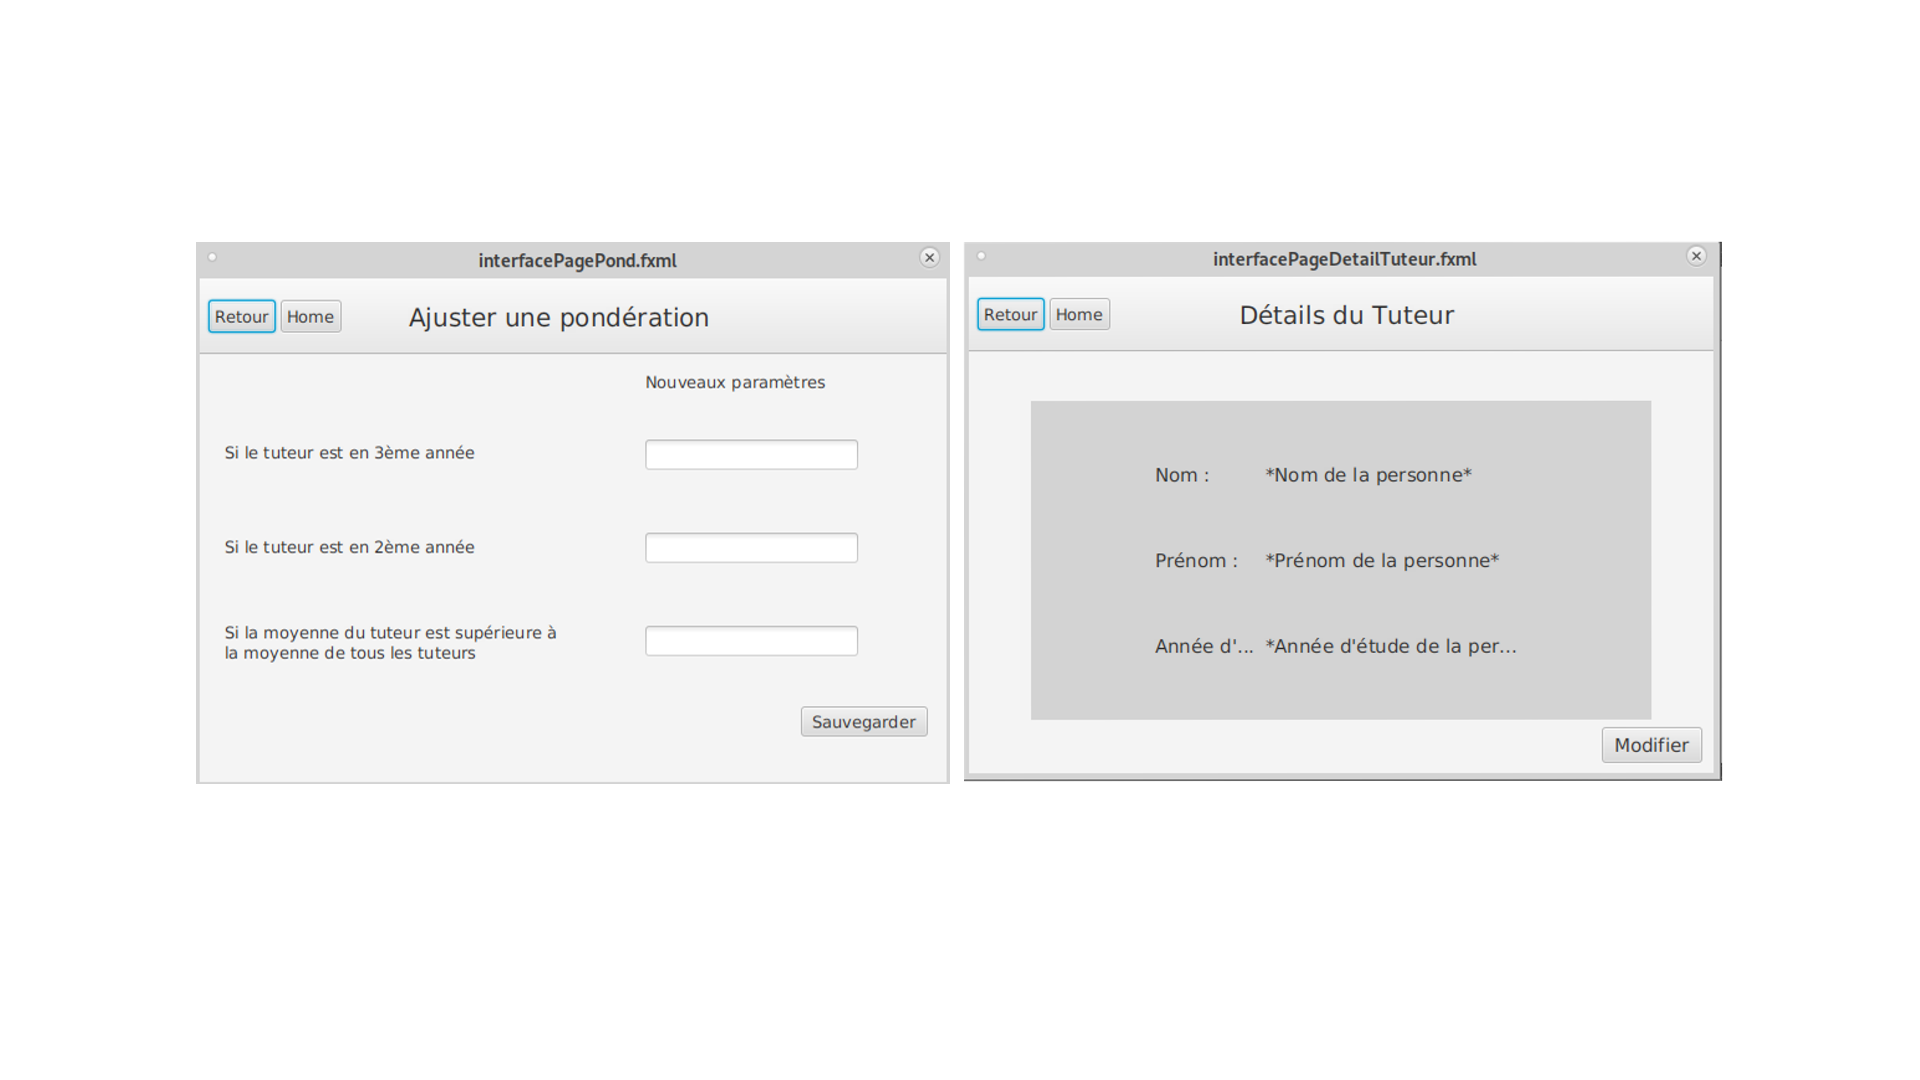 interfacePagePond.fxml
Retour Home Ajuster une pondération
Nouveaux paramètres
Si le tuteur est en 3ème année
Si le tuteur est en 2ème année
Si la moyenne du tuteur est supérieure à
la moyenne de tous les tuteurs
Sauvegarder
interfacePageDetailTuteur.fxml
Retour Home Détails du Tuteur
Nom : *Nom de la personne*
Prénom : *Prénom de la personne*
Année d'... *Année d'étude de la per...
Modifier